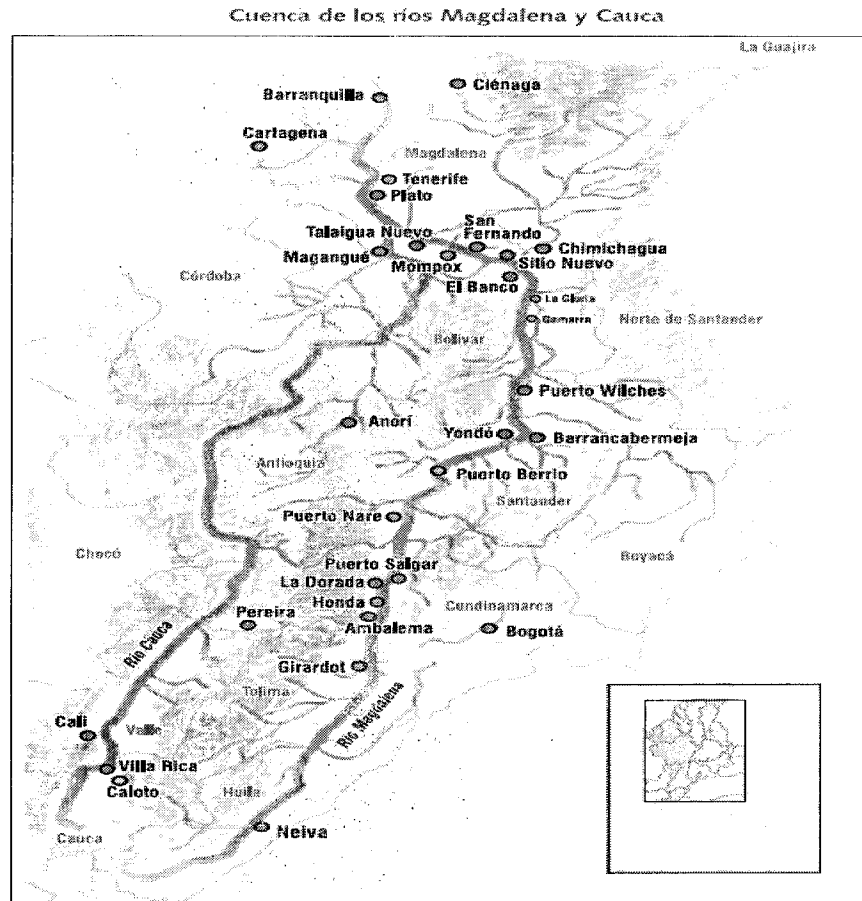 Cuenca de los ríos Magdalena y Cauca
La Guajira
Ciénaga
Barranquilla
Cartagena
Magdalena
Tenerife
Plato
San
Fernando
Talaigua Nuevo
Chimichagua
Magangué
Mompox
Sitio Nuevo
Córdoba
El Banco
La Gloria
Gamarra
Norte de Santander
Bolívar
Puerto Wilches
Anorí
Yondó
Barrancabermeja
Antioquia
Puerto Berrio
Santander
Puerto Nare
Chocó
Boyacá
Puerto Salgar
La Dorada
Honda
Cundinamarca
Pereira
Ambalema
Bogotá
Río Cauca
Girardot
Tolima
Río Magdalena
Cali
Valle
Villa Rica
Caloto
Huila
Neiva
Cauca